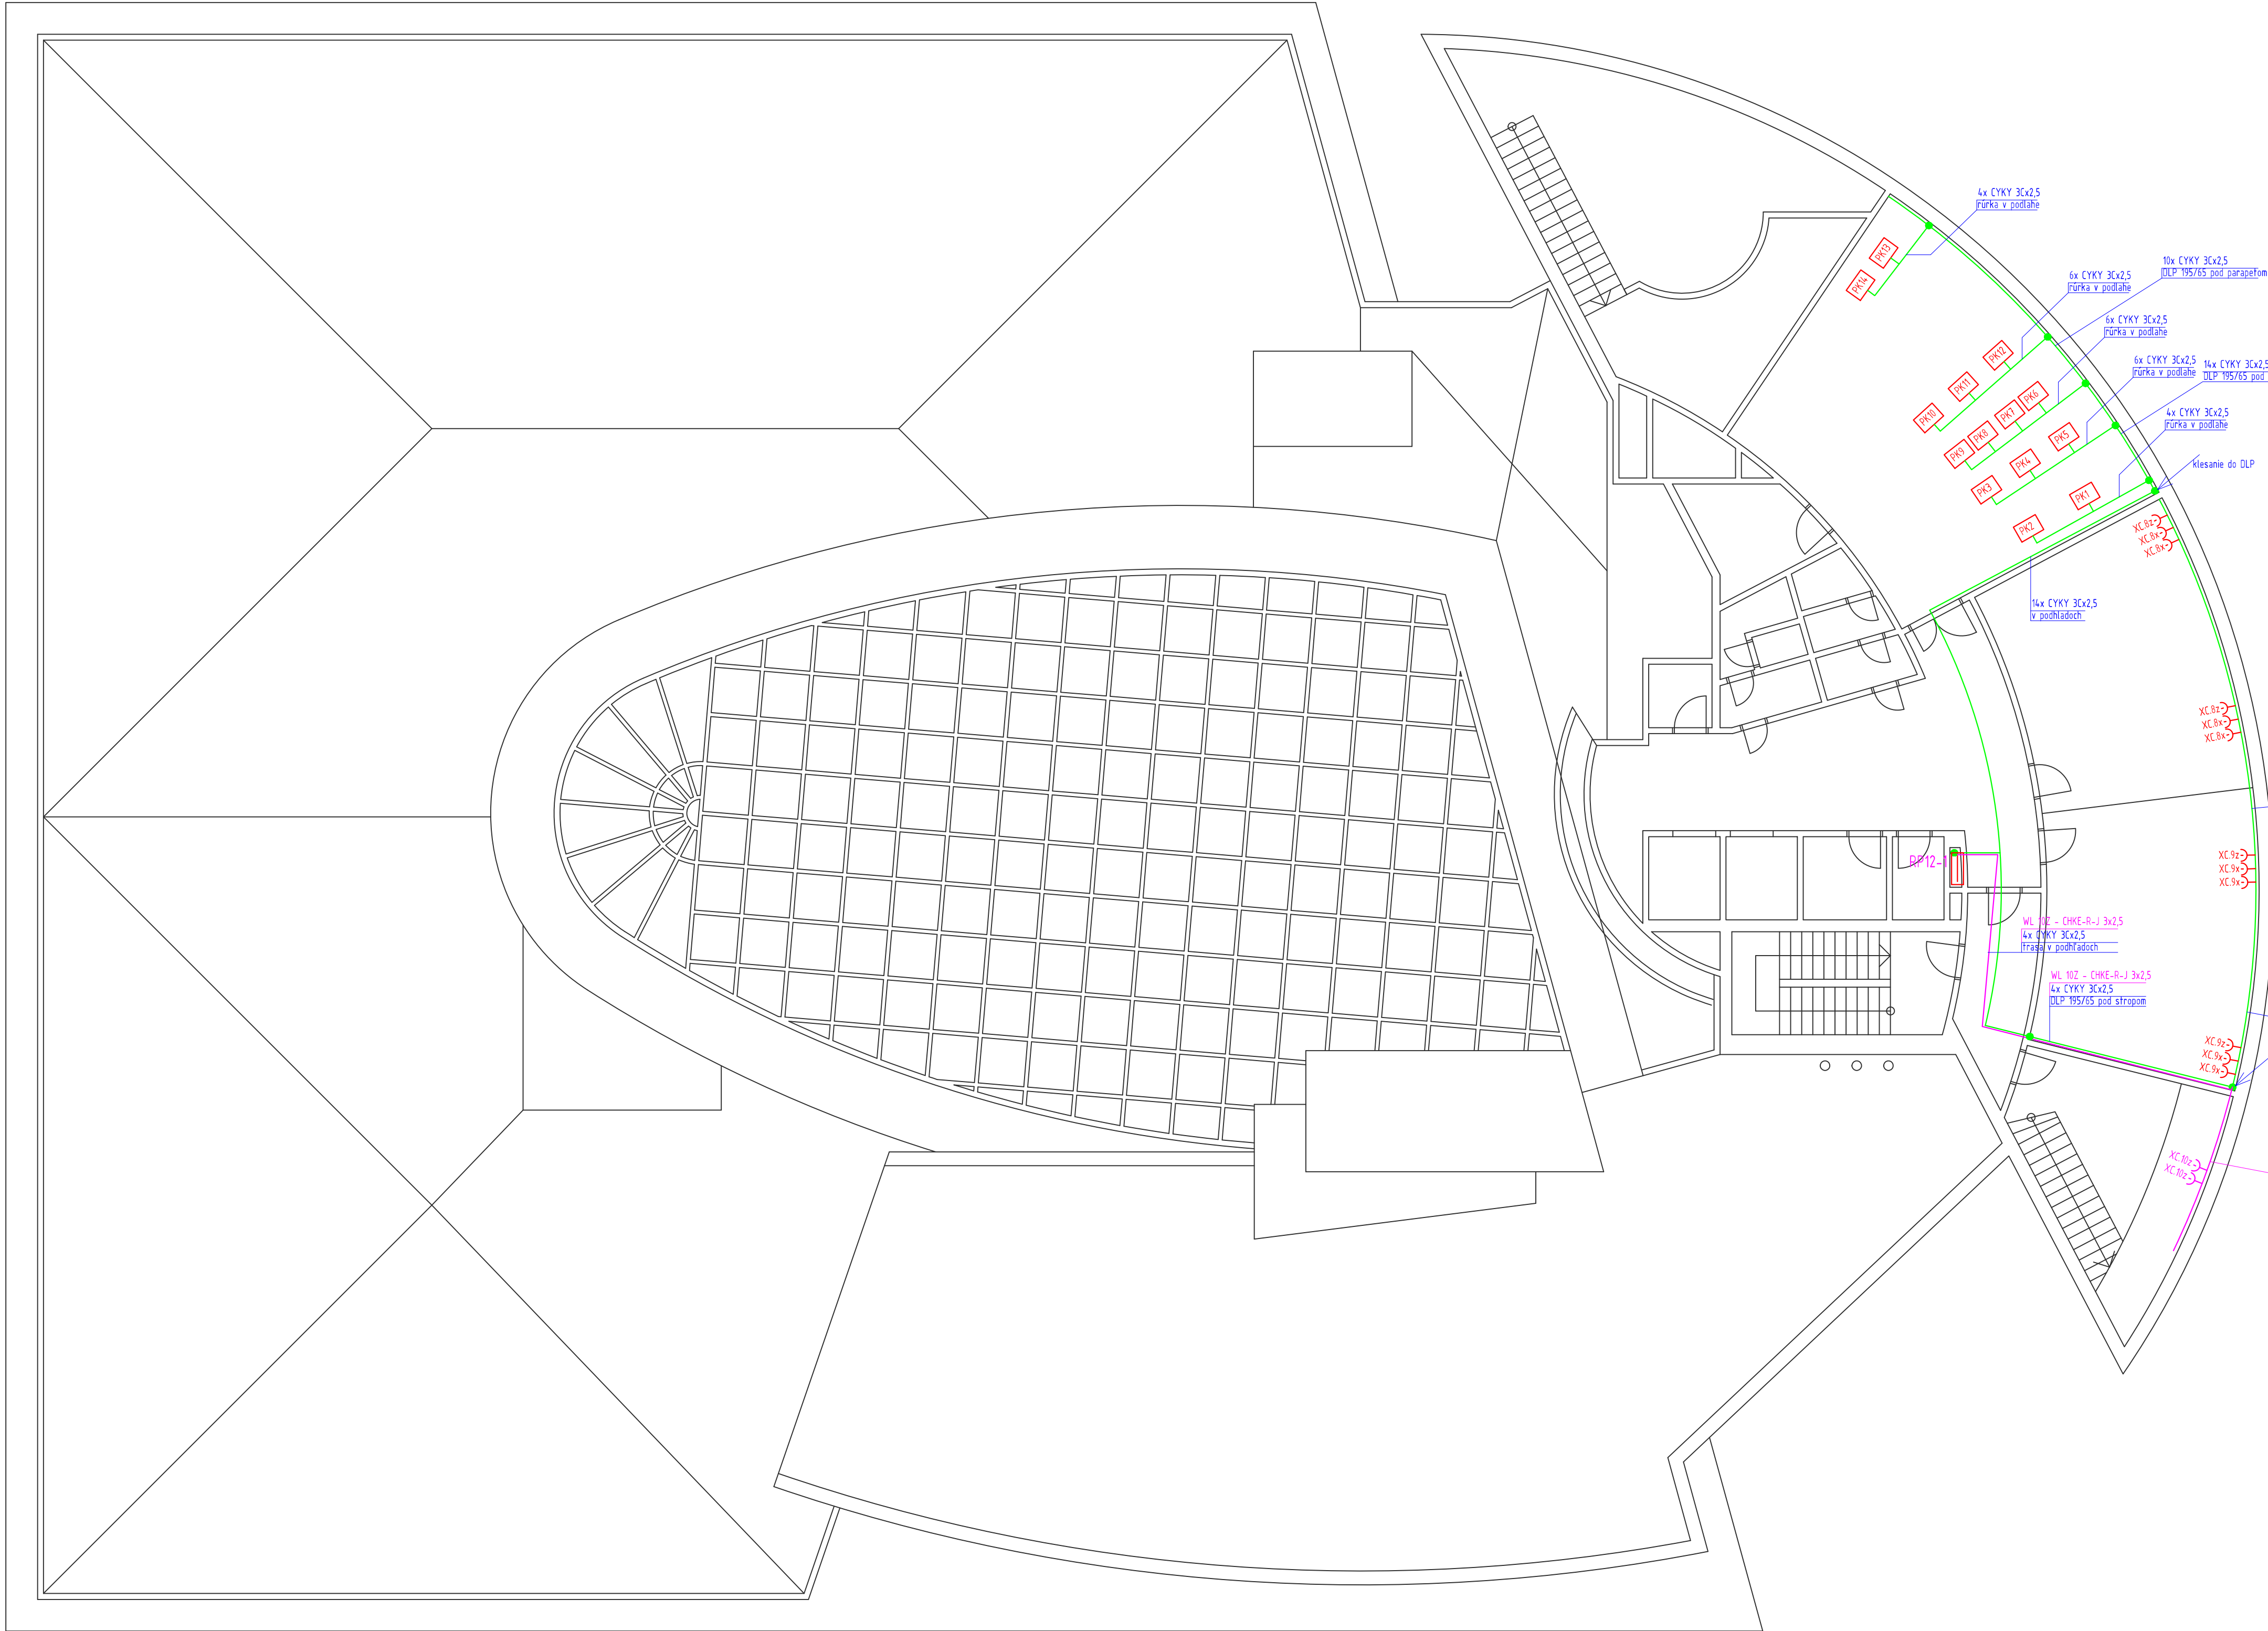 4x CYKY 3Cx2,5
rúrka v podlahe
PK13
PK14
10x CYKY 3Cx2,5
DLP 195/65 pod parapetom
6x CYKY 3Cx2,5
rúrka v podlahe
6x CYKY 3Cx2,5
rúrka v podlahe
6x CYKY 3Cx2,5
rúrka v podlahe
14x CYKY 3Cx2,5
DLP 195/65 pod
4x CYKY 3Cx2,5
rúrka v podlahe
klesanie do DLP
PK12
PK11
PK10
PK6
PK7
PK8
PK9
PK5
PK4
PK3
PK1
PK2
XC.8z
XC.8x
XC.8x
14x CYKY 3Cx2,5
v podhladoch
XC.8z
XC.8x
XC.8x
RP12-1
XC.9z
XC.9x
XC.9x
WL 10Z - CHKE-R-J 3x2,5
4x CYKY 3Cx2,5
trasa v podhľadoch
WL 10Z - CHKE-R-J 3x2,5
4x CYKY 3Cx2,5
DLP 195/65 pod stropom
XC.9z
XC.9x
XC.9x
XC.10z
XC.10z